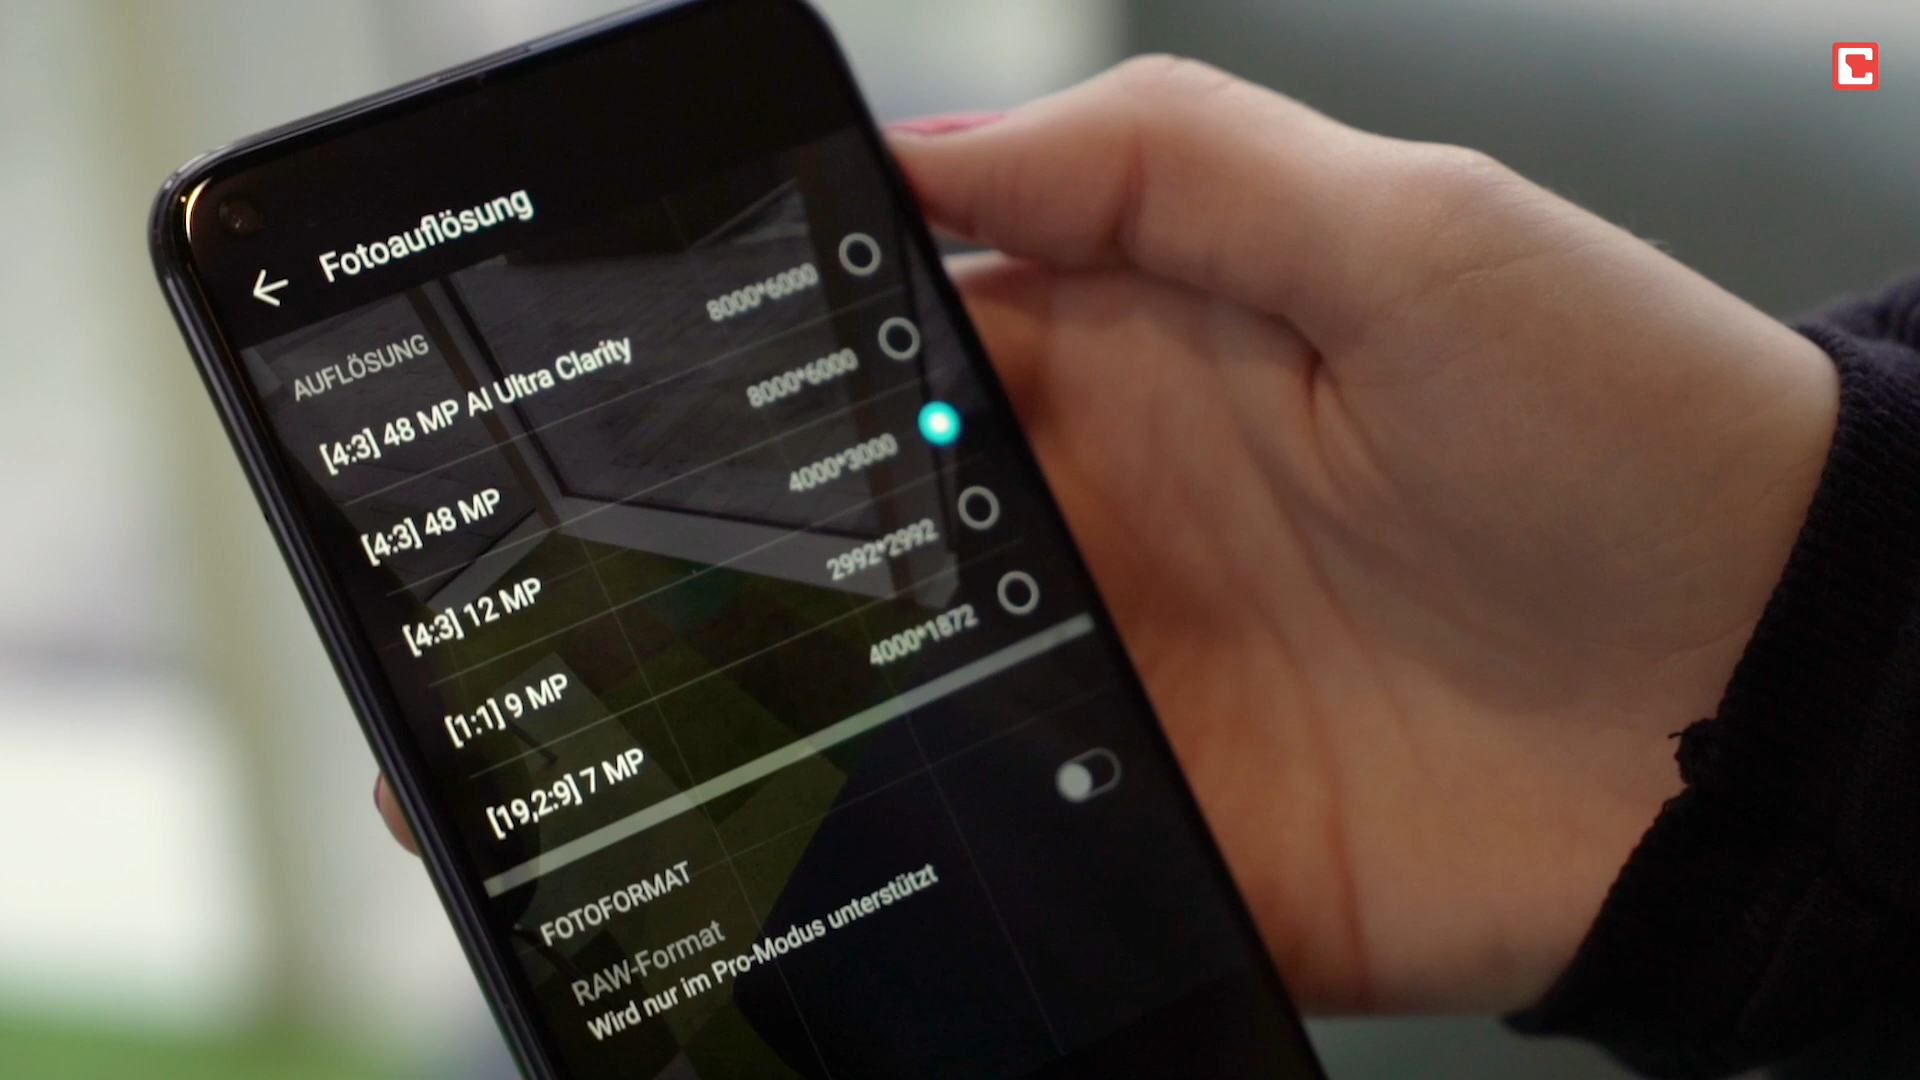 Fotoauflösung
AUFLÖSUNG
[4:3] 48 MP AI Ultra Clarity 8000*6000
[4:3] 48 MP 8000*6000
[4:3] 12 MP 4000*3000
[1:1] 9 MP 2992*2992
[19,2:9] 7 MP 4000*1872
FOTOFORMAT
RAW-Format
Wird nur im Pro-Modus unterstützt